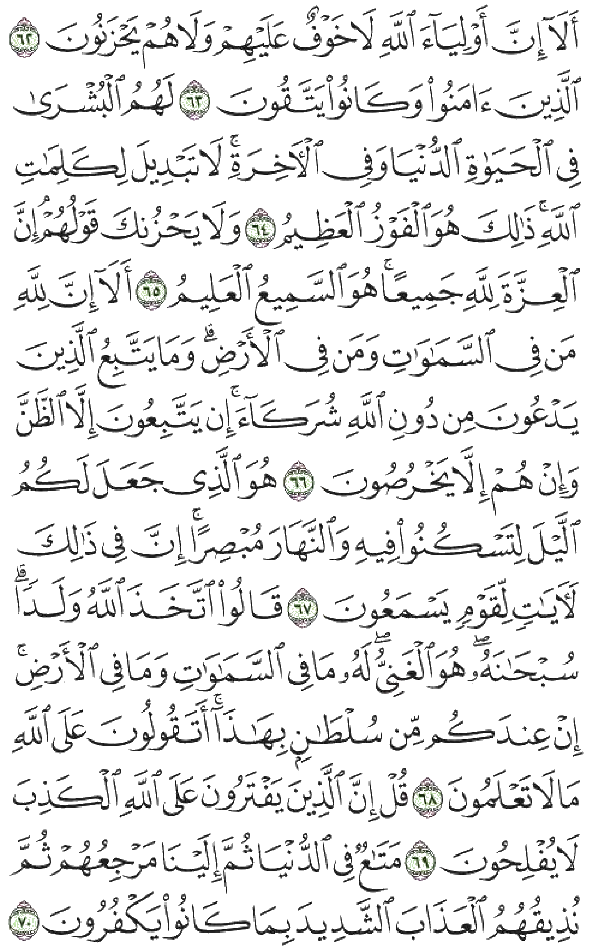 أَلَآ إِنَّ أَوْلِيَآءَ ٱللَّهِ لَا خَوْفٌ عَلَيْهِمْ وَلَا هُمْ يَحْزَنُونَ ٦٢
ٱلَّذِينَ ءَامَنُوا۟ وَكَانُوا۟ يَتَّقُونَ ٦٣ لَهُمُ ٱلْبُشْرَىٰ
فِى ٱلْحَيَوٰةِ ٱلدُّنْيَا وَفِى ٱلْـَٔاخِرَةِ ۚ لَا تَبْدِيلَ لِكَلِمَٰتِ
ٱللَّهِ ۚ ذَٰلِكَ هُوَ ٱلْفَوْزُ ٱلْعَظِيمُ ٦٤ وَلَا يَحْزُنكَ قَوْلُهُمْ ۘ إِنَّ
ٱلْعِزَّةَ لِلَّهِ جَمِيعًا ۚ هُوَ ٱلسَّمِيعُ ٱلْعَلِيمُ ٦٥ أَلَآ إِنَّ لِلَّهِ
مَن فِى ٱلسَّمَٰوَٰتِ وَمَن فِى ٱلْأَرْضِ ۗ وَمَا يَتَّبِعُ ٱلَّذِينَ
يَدْعُونَ مِن دُونِ ٱللَّهِ شُرَكَآءَ ۚ إِن يَتَّبِعُونَ إِلَّا ٱلظَّنَّ
وَإِنْ هُمْ إِلَّا يَخْرُصُونَ ٦٦ هُوَ ٱلَّذِى جَعَلَ لَكُمُ
ٱلَّيْلَ لِتَسْكُنُوا۟ فِيهِ وَٱلنَّهَارَ مُبْصِرًا ۚ إِنَّ فِى ذَٰلِكَ
لَـَٔايَٰتٍ لِّقَوْمٍ يَسْمَعُونَ ٦٧ قَالُوا۟ ٱتَّخَذَ ٱللَّهُ وَلَدًا ۗ
سُبْحَٰنَهُۥ ۖ هُوَ ٱلْغَنِىُّ ۖ لَهُۥ مَا فِى ٱلسَّمَٰوَٰتِ وَمَا فِى ٱلْأَرْضِ ۚ
إِنْ عِندَكُم مِّن سُلْطَٰنٍۭ بِهَٰذَآ ۚ أَتَقُولُونَ عَلَى ٱللَّهِ
مَا لَا تَعْلَمُونَ ٦٨ قُلْ إِنَّ ٱلَّذِينَ يَفْتَرُونَ عَلَى ٱللَّهِ ٱلْكَذِبَ
لَا يُفْلِحُونَ ٦٩ مَتَٰعٌ فِى ٱلدُّنْيَا ثُمَّ إِلَيْنَا مَرْجِعُهُمْ ثُمَّ
نُذِيقُهُمُ ٱلْعَذَابَ ٱلشَّدِيدَ بِمَا كَانُوا۟ يَكْفُرُونَ ٧٠